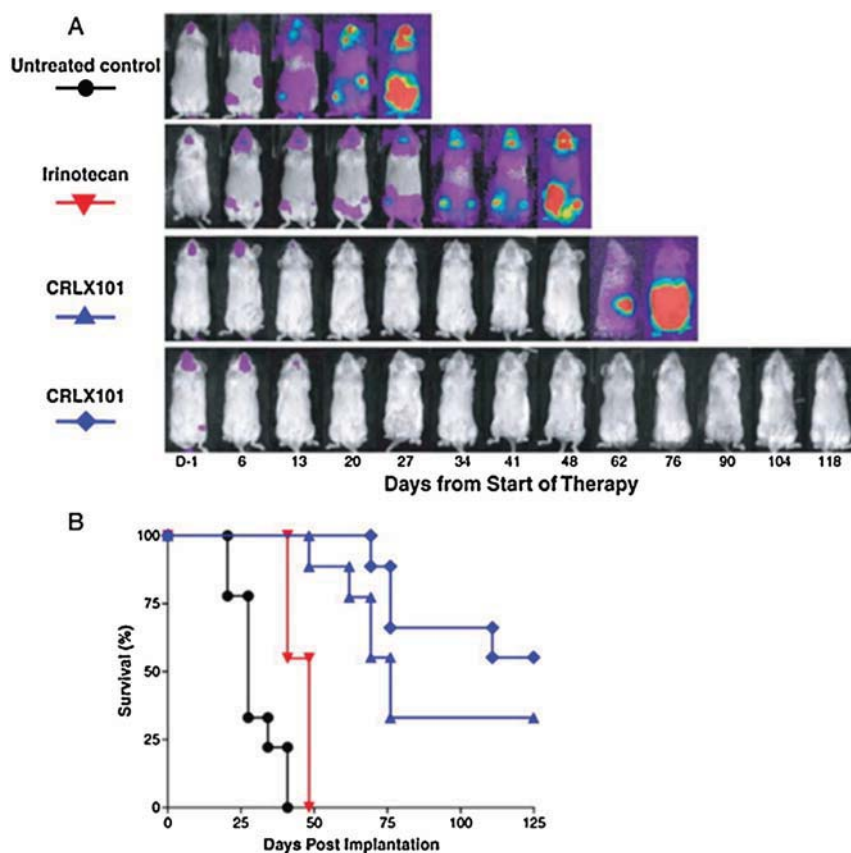 A
Untreated control
Irinotecan
CRLX101
CRLX101
D-1 6 13 20 27 34 41 48 62 76 90 104 118
Days from Start of Therapy
B
100
75
50
25
0
Survival (%)
0 25 50 75 100 125
Days Post Implantation